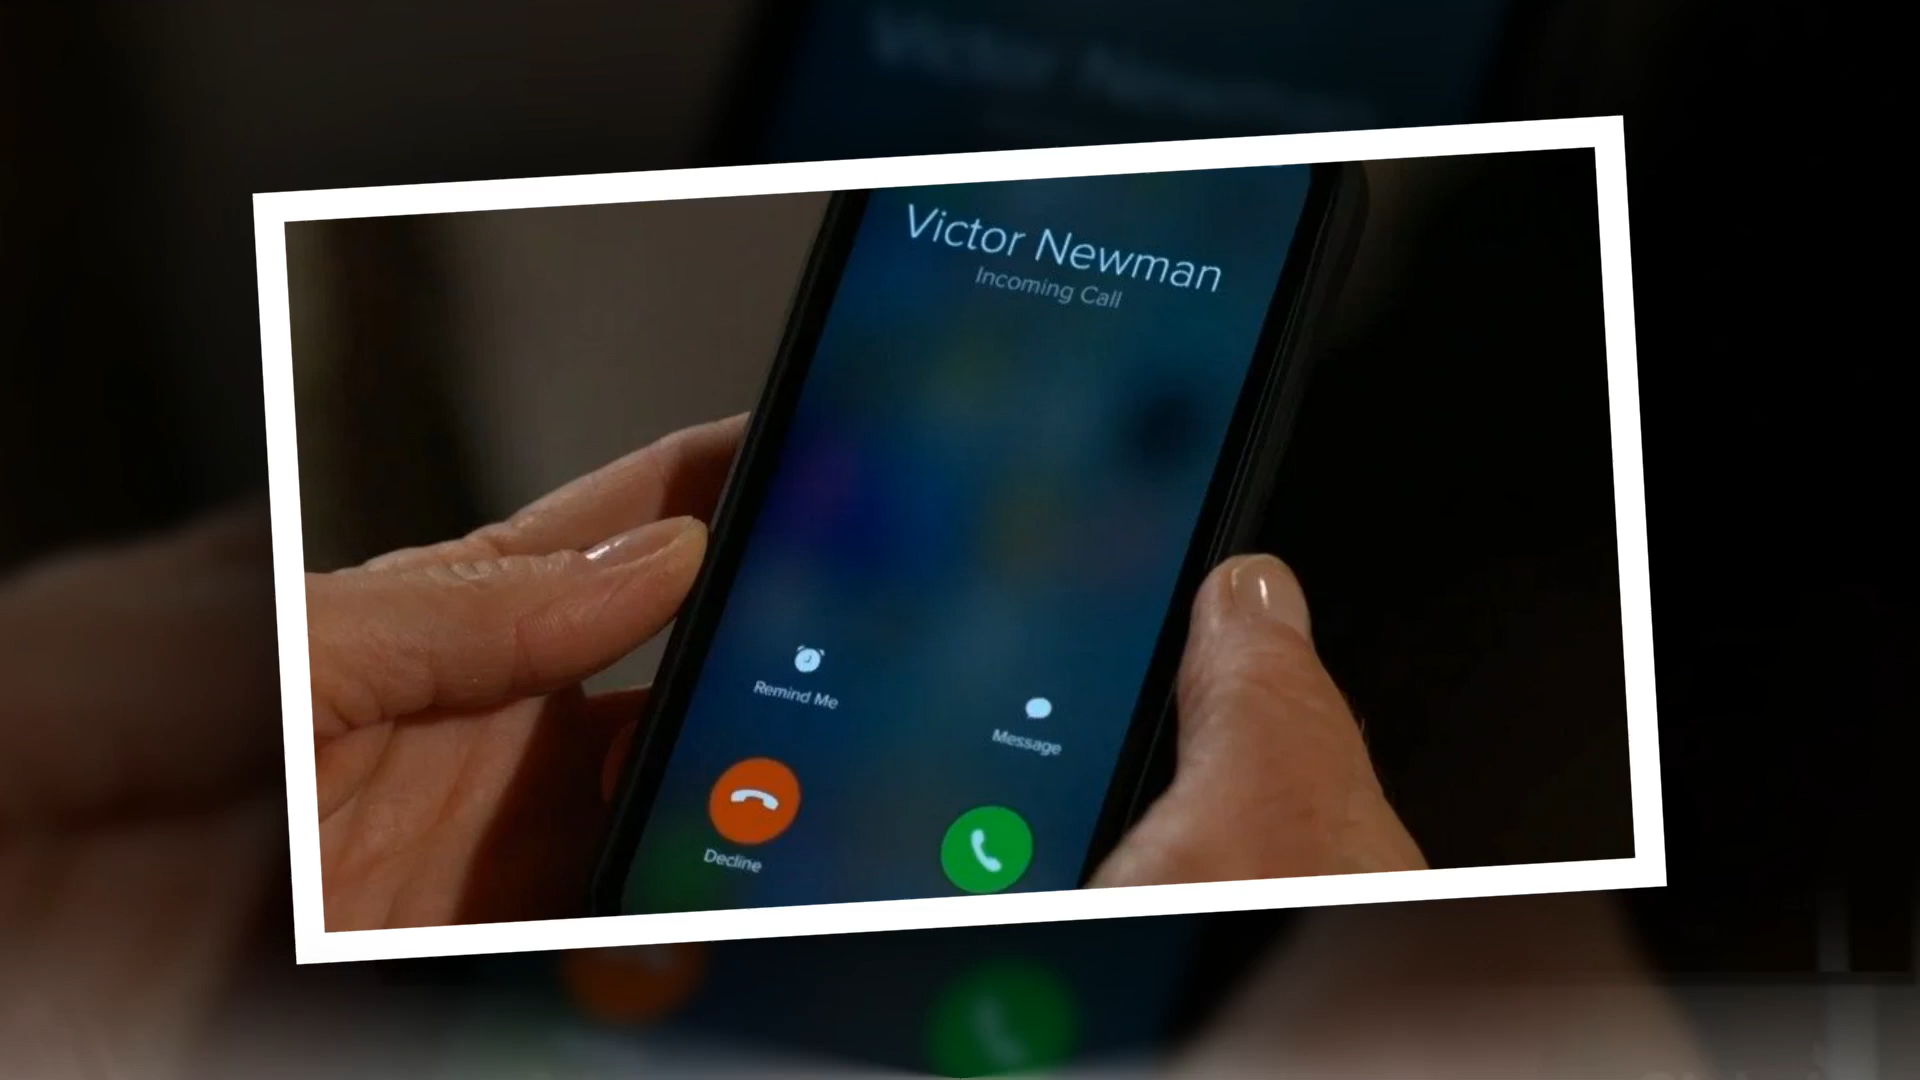 Victor Newman
Incoming Call
Remind Me
Message
Decline